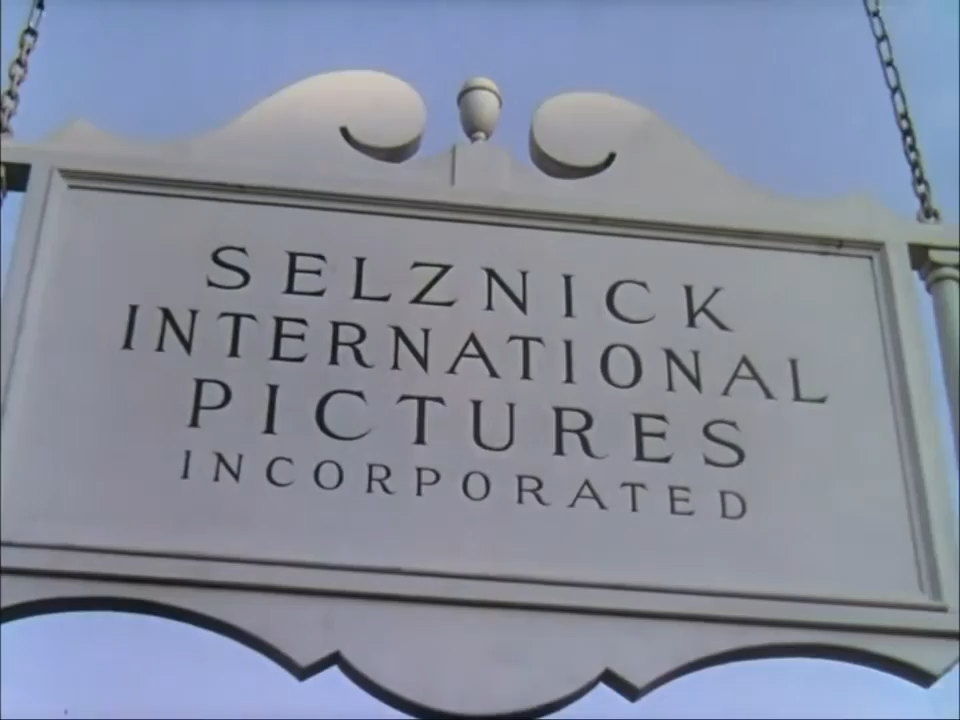 SELZNICK
INTERNATIONAL
PICTURES
INCORPORATED